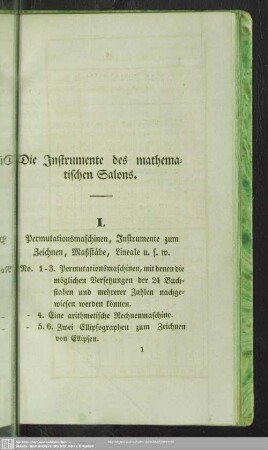 Die Instrumente des mathema-
tischen Salons.
I.
Permutationsmaschinen, Instrumente zum
Zeichnen, Maßstäbe, Lineale u. s. w.
No. 1-3. Permutationsmaschinen, mit denen die
möglichen Versetzungen der 24 Buch-
staben und mehrerer Zahlen nachge-
wiesen werden können.
- 4. Eine arithmetische Rechnenmaschine.
- 5. 6. Zwei Ellipsographen zum Zeichnen
von Ellipsen.
1